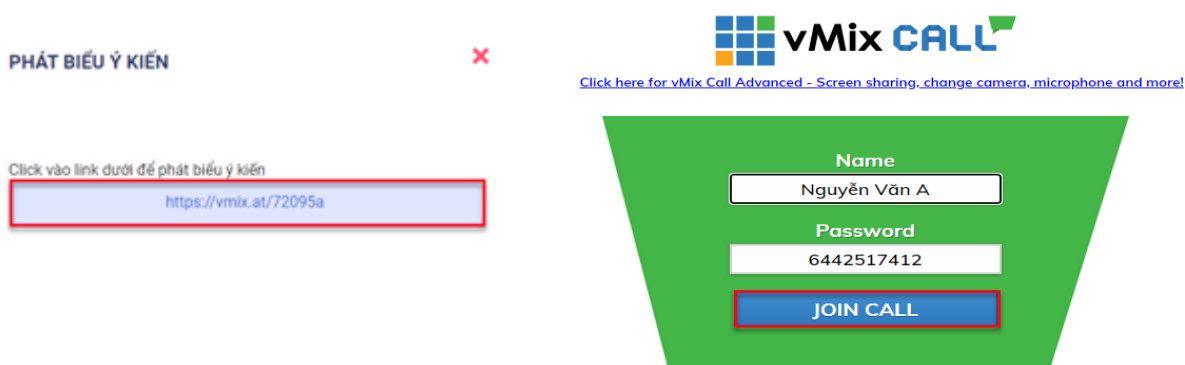 PHÁT BIỂU Ý KIẾN
Click vào link dưới để phát biểu ý kiến
https://vmix.at/72095a
vMix CALL
Click here for vMix Call Advanced - Screen sharing, change camera, microphone and more!
Name
Nguyễn Văn A
Password
6442517412
JOIN CALL